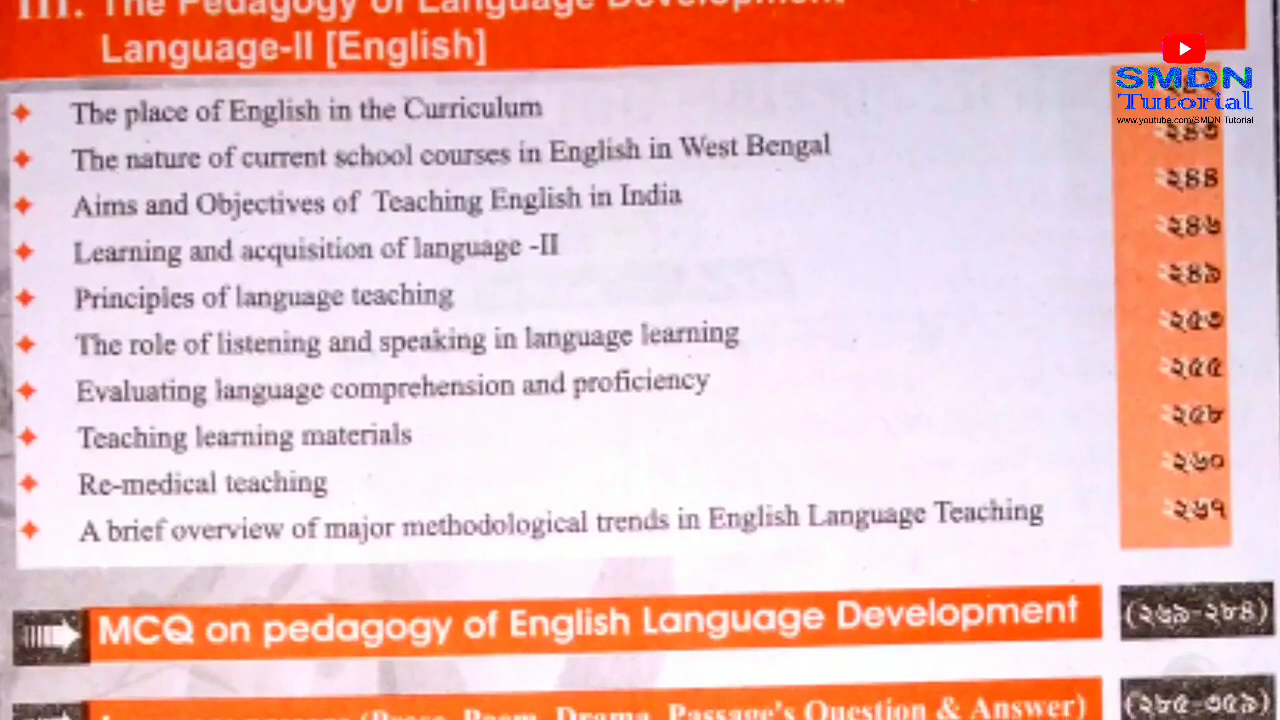 III. The Pedagogy of Language Development
Language-II [English]
SMDN
Tutorial
www.youtube.com/SMDN Tutorial
The place of English in the Curriculum
The nature of current school courses in English in West Bengal ২৪৩
Aims and Objectives of Teaching English in India ২৪৪
Learning and acquisition of language -II ২৪৬
Principles of language teaching ২৪৯
The role of listening and speaking in language learning ২৫৩
Evaluating language comprehension and proficiency ২৫৫
Teaching learning materials ২৫৮
Re-medical teaching ২৬০
A brief overview of major methodological trends in English Language Teaching ২৬৭
MCQ on pedagogy of English Language Development (২৬৯-২৮৪)
(Prose, Poem, Drama, Passage's Question & Answer) (২৮৫-৩৫৯)